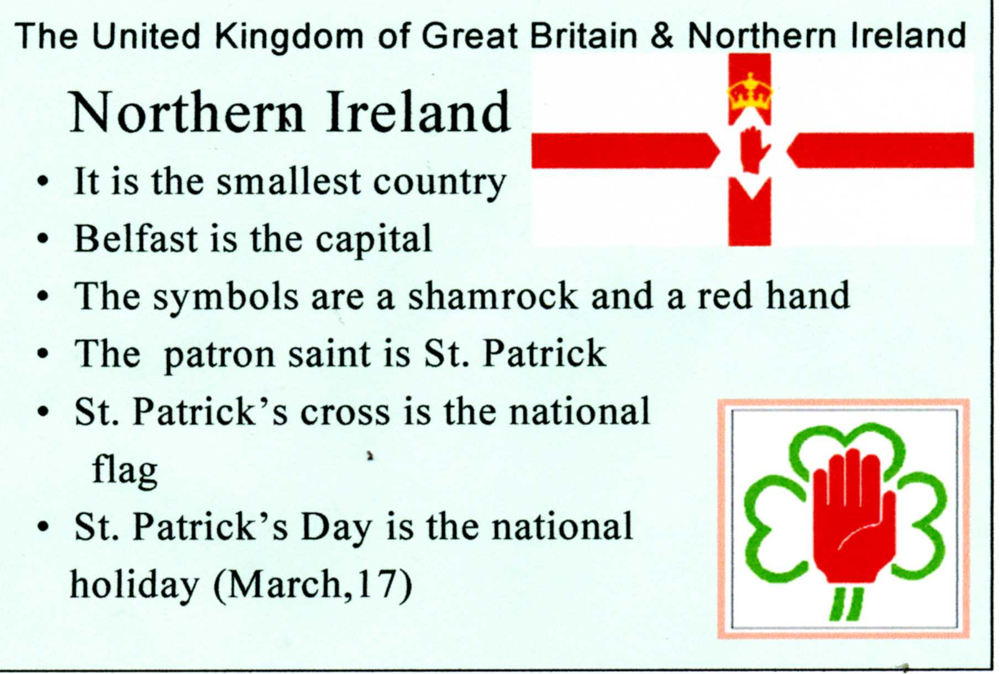 The United Kingdom of Great Britain & Northern Ireland
Northern Ireland
• It is the smallest country
• Belfast is the capital
• The symbols are a shamrock and a red hand
• The patron saint is St. Patrick
• St. Patrick's cross is the national
flag
• St. Patrick's Day is the national
holiday (March,17)